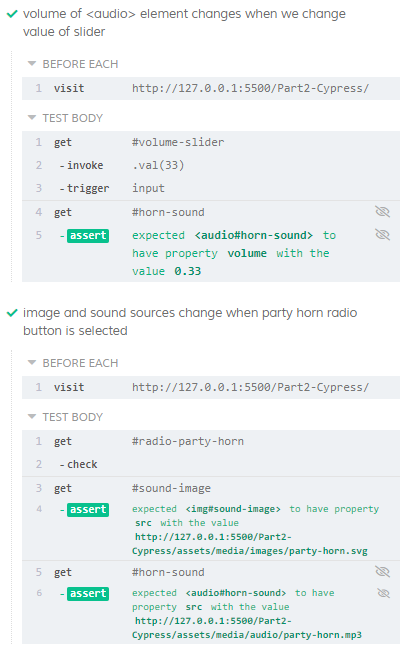 volume of <audio> element changes when we change
value of slider
BEFORE EACH
1 visit http://127.0.0.1:5500/Part2-Cypress/
TEST BODY
1 get #volume-slider
2 -invoke .val(33)
3 -trigger input
4 get #horn-sound
5 -assert expected <audio#horn-sound> to
have property volume with the
value 0.33
image and sound sources change when party horn radio
button is selected
BEFORE EACH
1 visit http://127.0.0.1:5500/Part2-Cypress/
TEST BODY
1 get #radio-party-horn
2 -check
3 get #sound-image
4 -assert expected <img#sound-image> to have property
src with the value
http://127.0.0.1:5500/Part2-
Cypress/assets/media/images/party-horn.svg
5 get #horn-sound
6 -assert expected <audio#horn-sound> to have
property src with the value
http://127.0.0.1:5500/Part2-
Cypress/assets/media/audio/party-horn.mp3